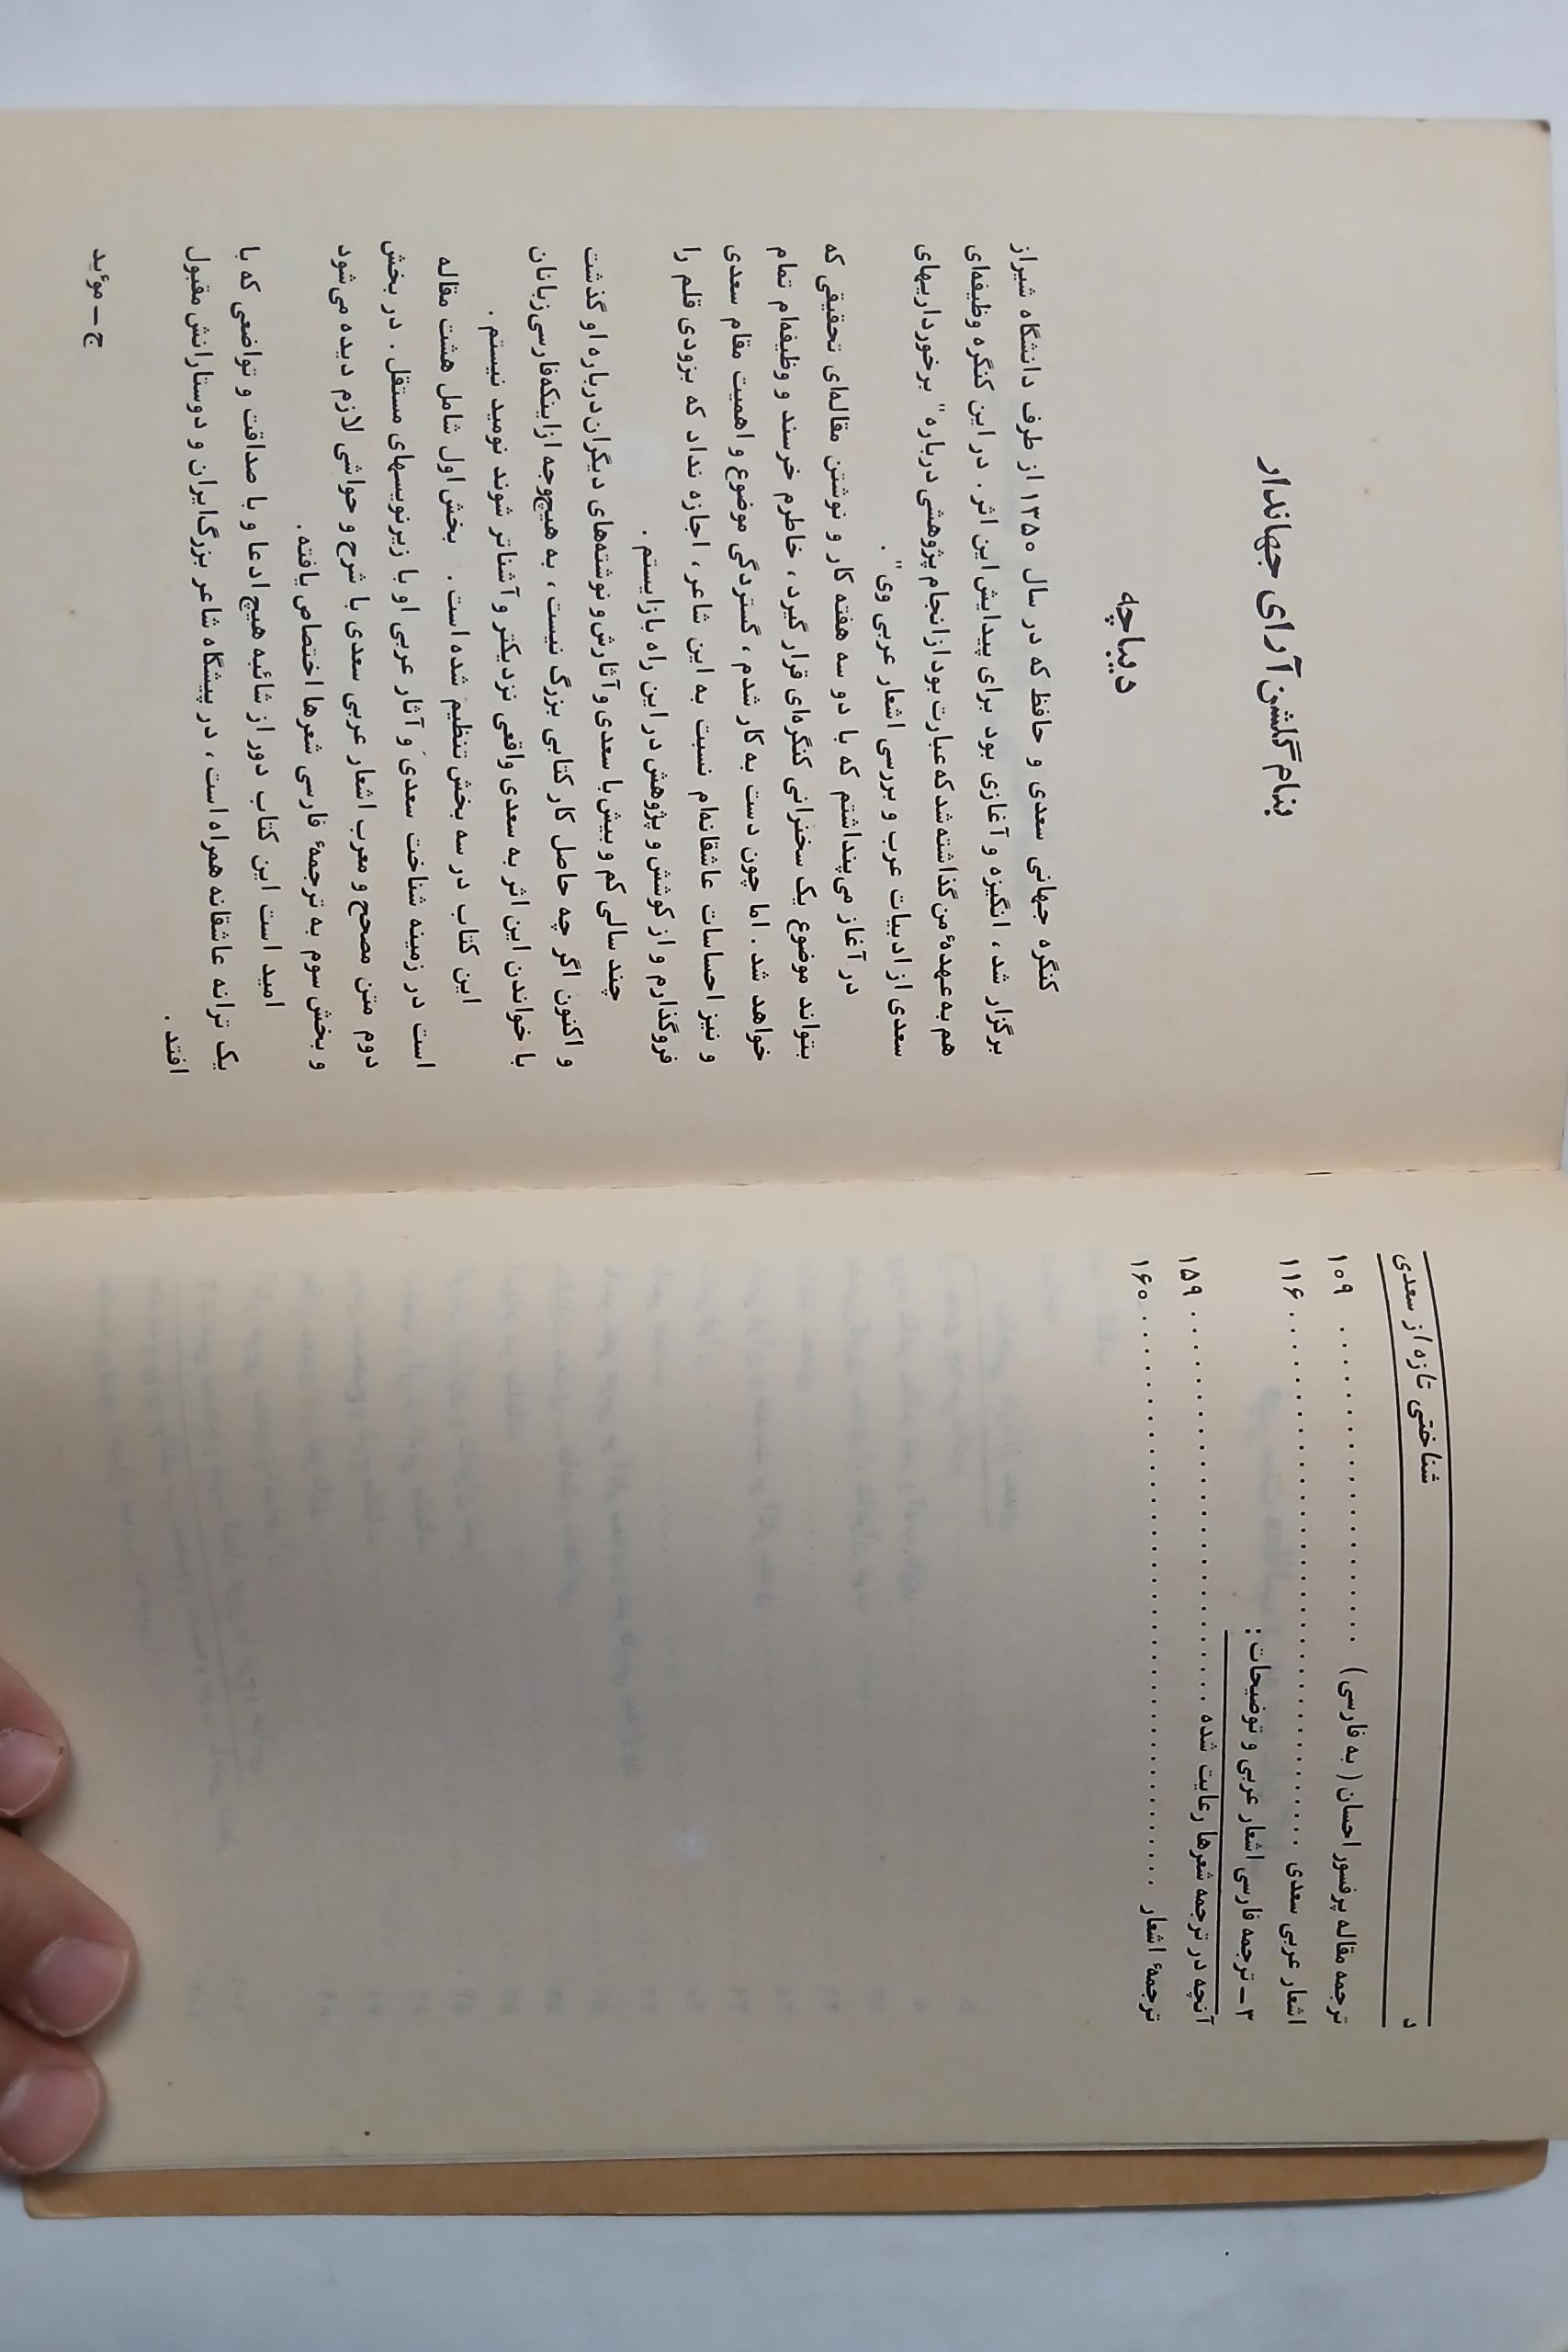 د
شناختی تازه از سعدی
ترجمه مقاله پرفسور احسان ( به فارسی ) . . . . . . . . . . . . . . . . . . . . ۱۰۹
اشعار عربی سعدی . . . . . . . . . . . . . . . . . . . . . . . . . . . . . . ۱۱۶
۳ - ترجمه فارسی اشعار عربی و توضیحات:
آنچه در ترجمه شعرها رعایت شده . . . . . . . . . . . . . . . . . . . . . . ۱۵۹
ترجمهٔ اشعار . . . . . . . . . . . . . . . . . . . . . . . . . . . . . . . . ۱۶۰
بنام گلشن آرای جهاندار
دیباچه
کنگره جهانی سعدی و حافظ که در سال ۱۳۵۰ از طرف دانشگاه شیراز
برگزار شد، انگیزه و آغازی بود برای پیدایش این اثر. در این کنگره وظیفه‌ای
هم به عهدهٔ من گذاشته شد که عبارت بود از انجام پژوهشی درباره " برخورداریهای
سعدی از ادبیات عرب و بررسی اشعار عربی وی" .
در آغاز می‌پنداشتم که با دو سه هفته کار و نوشتن مقاله‌ای تحقیقی که
بتواند موضوع یک سخنرانی کنگره‌ای قرار گیرد، خاطرم خرسند و وظیفه‌ام تمام
خواهد شد. اما چون دست به کار شدم، گستردگی موضوع و اهمیت مقام سعدی
و نیز احساسات عاشقانه‌ام نسبت به این شاعر، اجازه نداد که بزودی قلم را
فروگذارم و از کوشش و پژوهش در این راه باز ایستم .
چند سالی کم و بیش با سعدی و آثارش و نوشته‌های دیگران درباره او گذشت
و اکنون اگر چه حاصل کار کتابی بزرگ نیست، به هیچ‌وجه از اینکه فارسی زبانان
با خواندن این اثر به سعدی واقعی نزدیکتر و آشناتر شوند نومید نیستم .
این کتاب در سه بخش تنظیم شده است . بخش اول شامل هشت مقاله
است در زمینه شناخت سعدی و آثار عربی او با زیرنویسهای مستقل . در بخش
دوم متن مصحح و معرب اشعار عربی سعدی با شرح و حواشی لازم دیده می‌شود
و بخش سوم به ترجمهٔ فارسی شعرها اختصاص یافته .
امید است این کتاب دور از شائبه هیچ ادعا و با صداقت و تواضعی که با
یک ترانه عاشقانه همراه است، در پیشگاه شاعر بزرگ ایران و دوستارانش مقبول
افتد .
ج - موئید